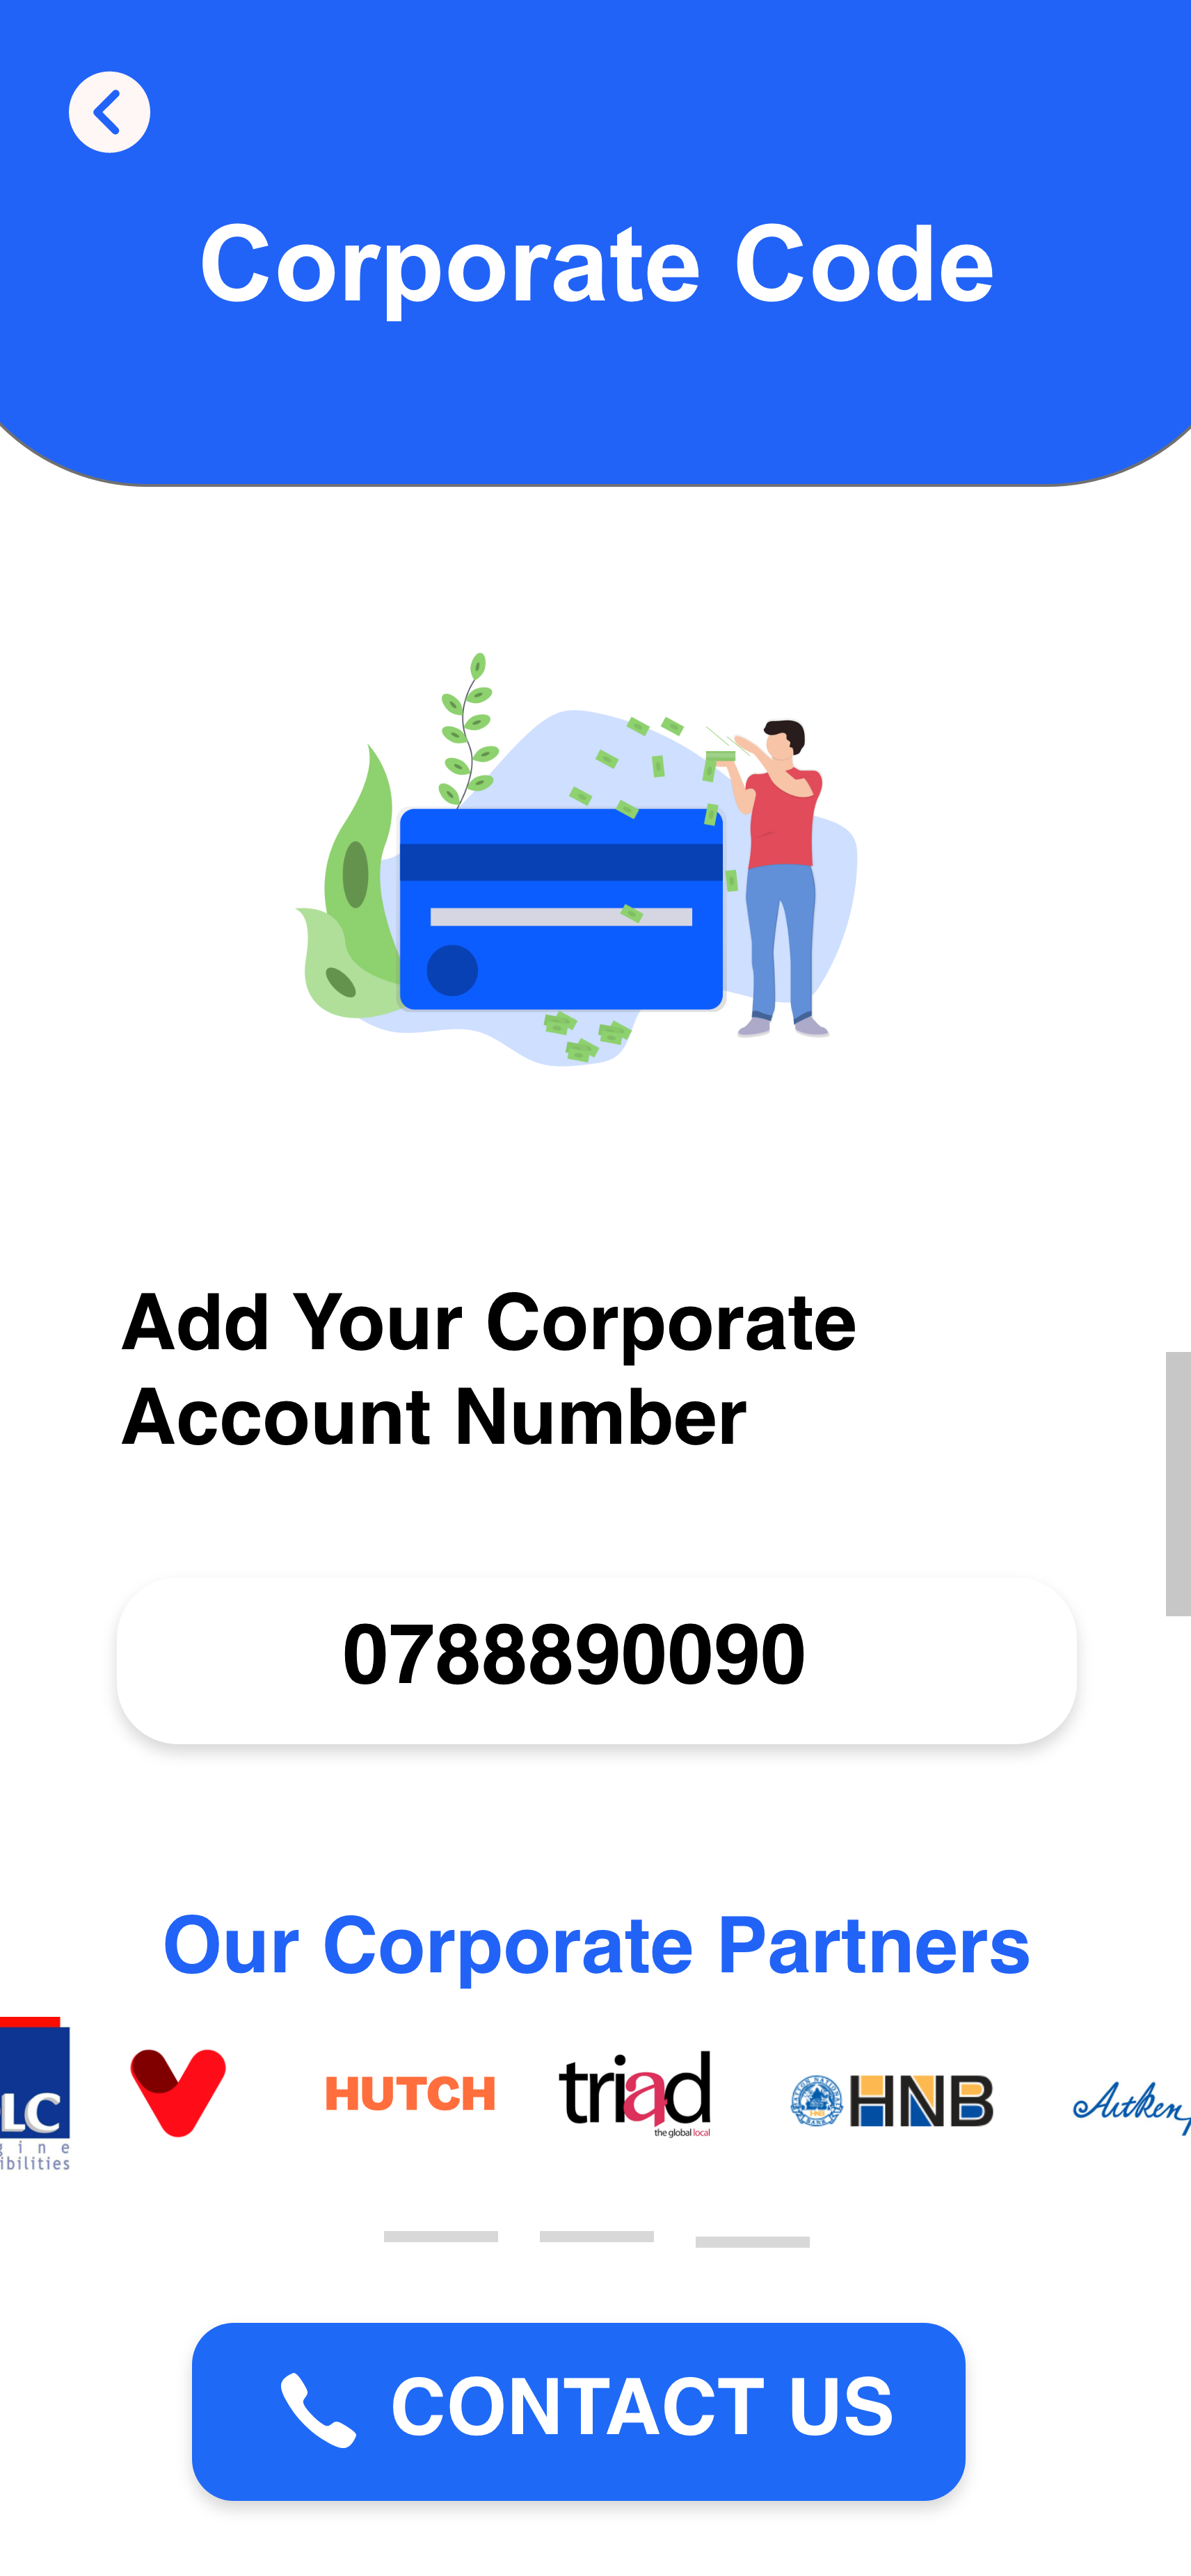 Corporate Code
Add Your Corporate
Account Number
0788890090
Our Corporate Partners
LC
gine
ibilities
HUTCH
triad
the global local
HNB
Aitken
CONTACT US